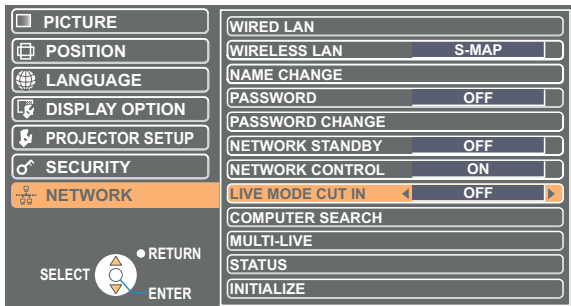 PICTURE
POSITION
LANGUAGE
DISPLAY OPTION
PROJECTOR SETUP
SECURITY
NETWORK
RETURN
SELECT
ENTER
WIRED LAN
WIRELESS LAN S-MAP
NAME CHANGE
PASSWORD OFF
PASSWORD CHANGE
NETWORK STANDBY OFF
NETWORK CONTROL ON
LIVE MODE CUT IN OFF
COMPUTER SEARCH
MULTI-LIVE
STATUS
INITIALIZE